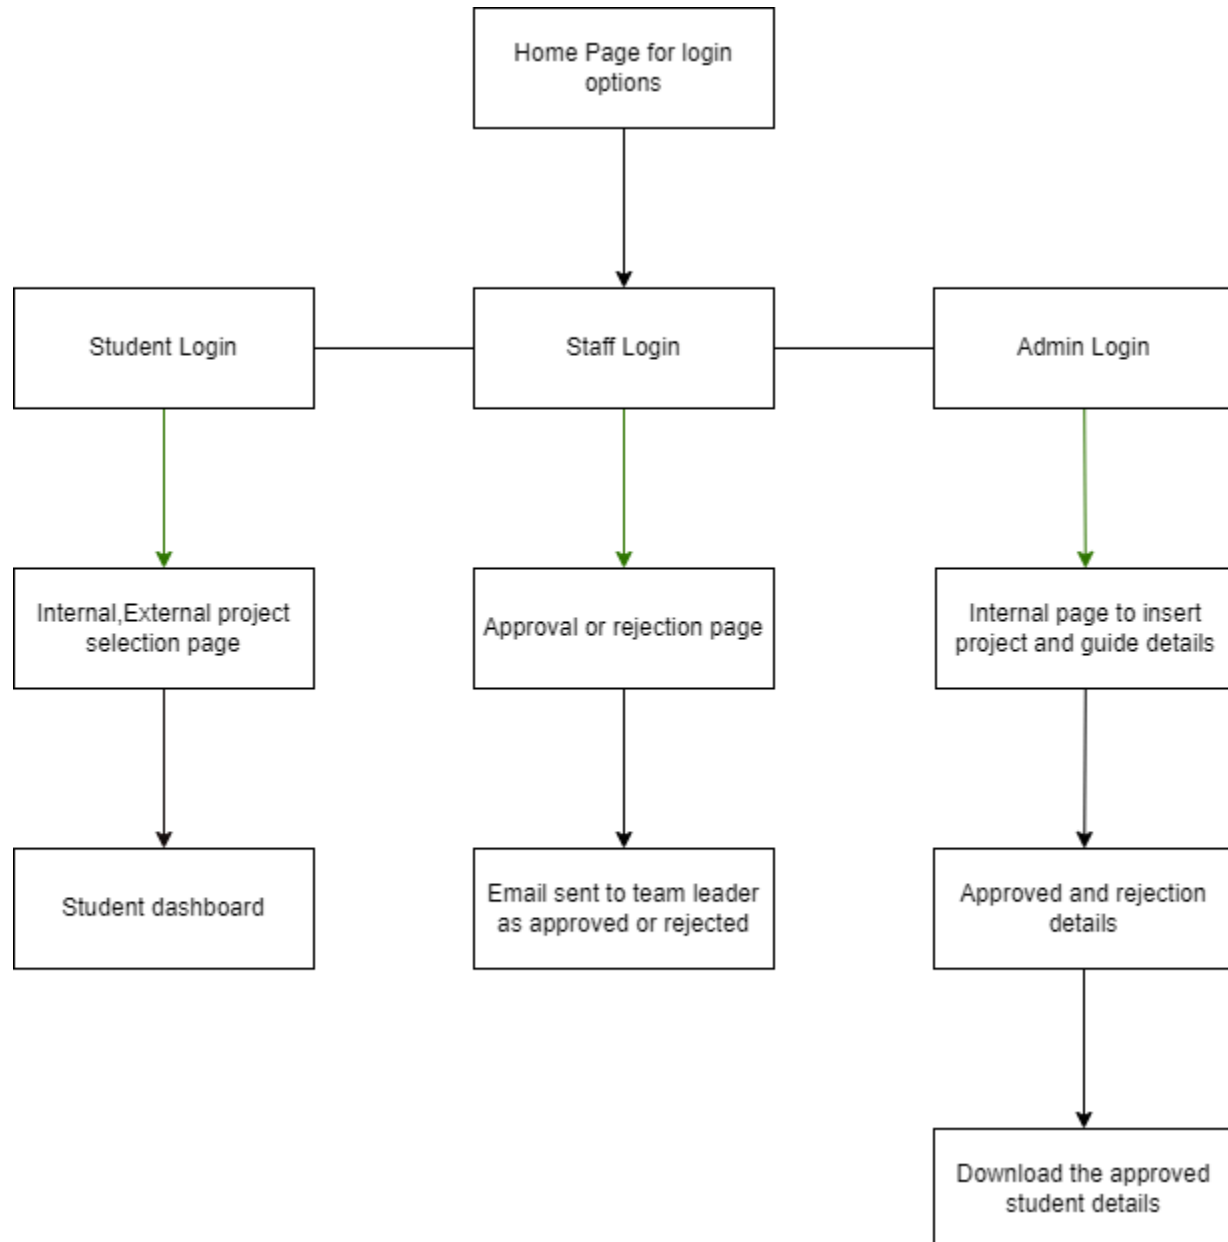 Home Page for login
options
Student Login
Staff Login
Admin Login
Internal,External project
selection page
Approval or rejection page
Internal page to insert
project and guide details
Student dashboard
Email sent to team leader
as approved or rejected
Approved and rejection
details
Download the approved
student details